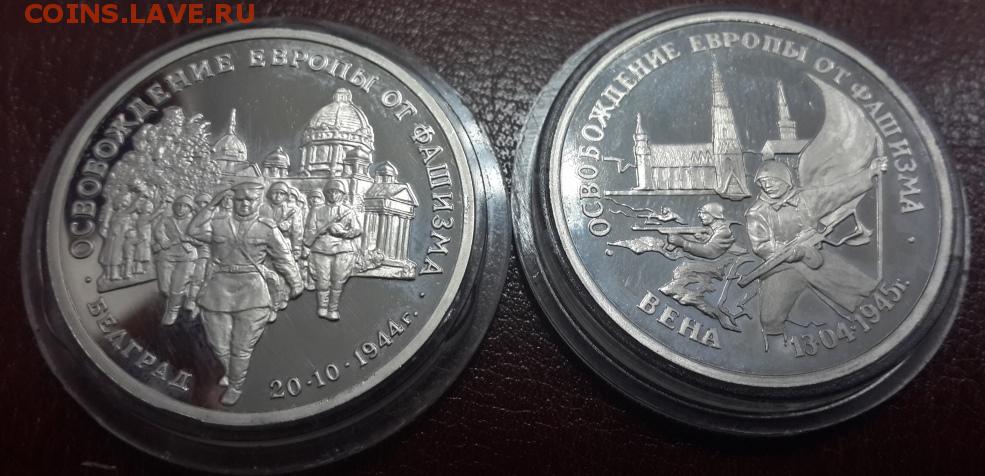 COINS.LAVE.RU
ОСВОБОЖДЕНИЕ ЕВРОПЫ ОТ ФАШИЗМА
БЕЛГРАД
20·10·1944г.
ОСВОБОЖДЕНИЕ ЕВРОПЫ ОТ ФАШИЗМА
ВЕНА
13·04·1945г.